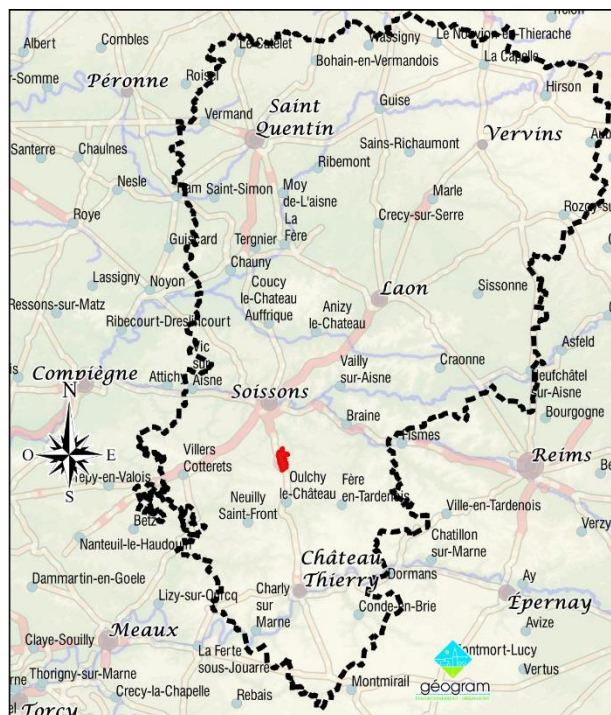 Albert
Combles
Le Catelet
Wassigny
Le Nouvion-en-Thierache
Bohain-en-Vermandois
La Capelle
Roisel
Péronne
Hirson
Guise
Vermand
Saint
Quentin
Santerre
Chaulnes
Sains-Richaumont
Vervins
Ribemont
Nesle
Ham
Saint-Simon
Moy
de-L'aisne
Marle
Roye
La
Fère
Crecy-sur-Serre
Guiscard
Tergnier
Chauny
Lassigny
Noyon
Coucy
le-Chateau
Auffrique
Laon
Sissonne
Ressons-sur-Matz
Ribecourt-Dreslincourt
Anizy
le-Chateau
Asfeld
Vic
sur
Aisne
Vailly
sur-Aisne
Craonne
Compiègne
Attichy
Neufchâtel
sur-Aisne
Soissons
Bourgogne
Braine
N
O
E
S
Fismes
Villers
Cotterets
Reims
Oulchy
le-Château
Fère
en-Tardenois
Neuilly
Saint-Front
Betz
Ville-en-Tardenois
Verzy
Nanteuil-le-Haudouin
Chatillon
sur-Marne
Château
Thierry
Dormans
Dammartin-en-Goele
Lizy-sur-Ourcq
Charly
sur
Marne
Conde-en-Brie
Ay
Épernay
Avize
Claye-Souilly
Meaux
La Ferte
sous-Jouarre
Montmort-Lucy
Vertus
Thorigny-sur-Marne
Crecy-la-Chapelle
Rebais
Montmirail
géogram
Torcy